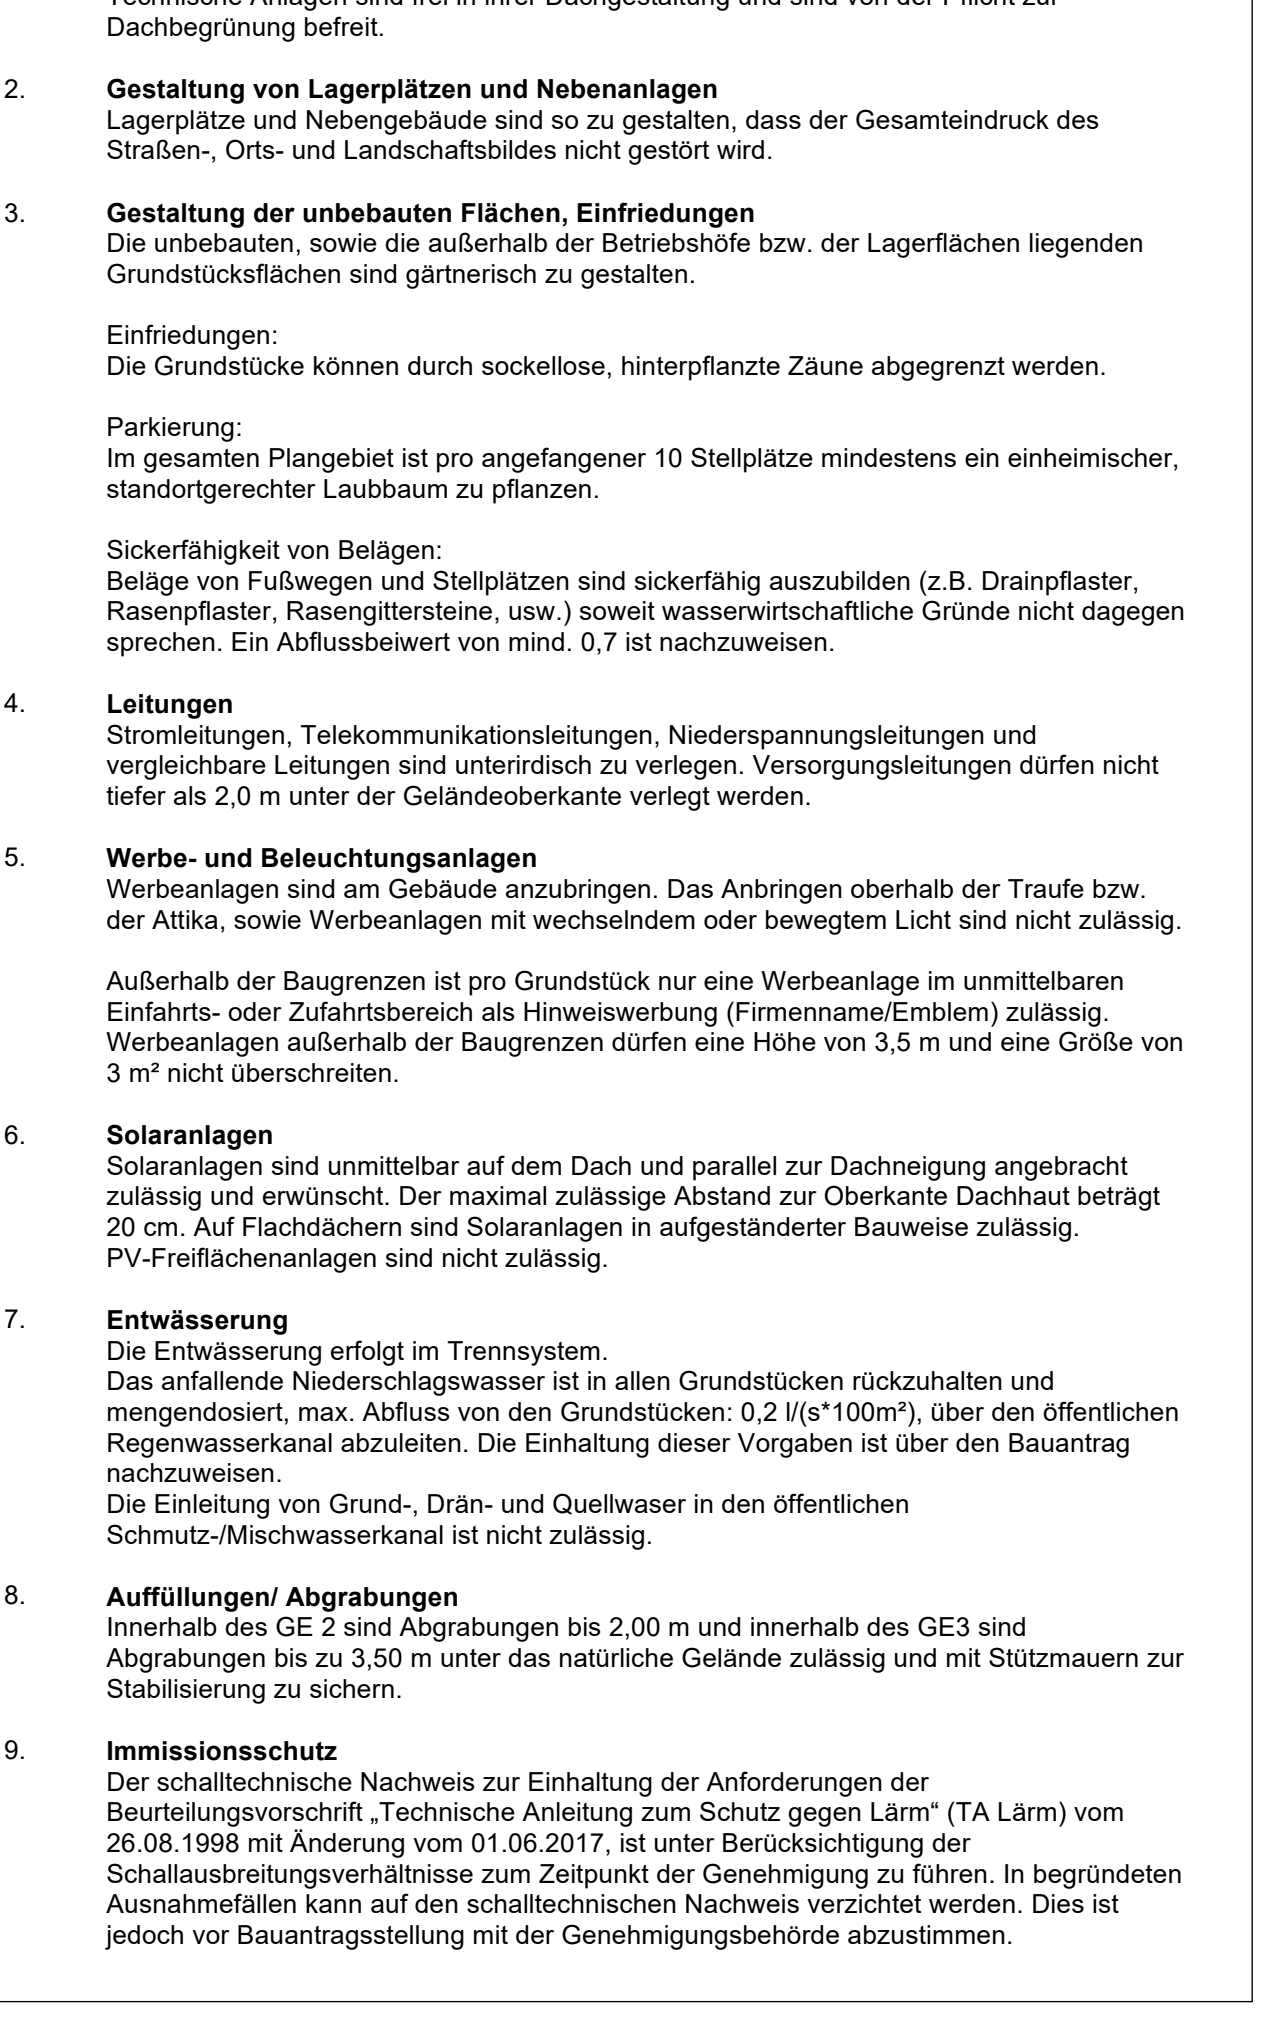 Technische Anlagen sind frei in ihrer Dachgestaltung und sind von der Pflicht zur
Dachbegrünung befreit.
2. Gestaltung von Lagerplätzen und Nebenanlagen
Lagerplätze und Nebengebäude sind so zu gestalten, dass der Gesamteindruck des
Straßen-, Orts- und Landschaftsbildes nicht gestört wird.
3. Gestaltung der unbebauten Flächen, Einfriedungen
Die unbebauten, sowie die außerhalb der Betriebshöfe bzw. der Lagerflächen liegenden
Grundstücksflächen sind gärtnerisch zu gestalten.
Einfriedungen:
Die Grundstücke können durch sockellose, hinterpflanzte Zäune abgegrenzt werden.
Parkierung:
Im gesamten Plangebiet ist pro angefangener 10 Stellplätze mindestens ein einheimischer,
standortgerechter Laubbaum zu pflanzen.
Sickerfähigkeit von Belägen:
Beläge von Fußwegen und Stellplätzen sind sickerfähig auszubilden (z.B. Drainpflaster,
Rasenpflaster, Rasengittersteine, usw.) soweit wasserwirtschaftliche Gründe nicht dagegen
sprechen. Ein Abflussbeiwert von mind. 0,7 ist nachzuweisen.
4. Leitungen
Stromleitungen, Telekommunikationsleitungen, Niederspannungsleitungen und
vergleichbare Leitungen sind unterirdisch zu verlegen. Versorgungsleitungen dürfen nicht
tiefer als 2,0 m unter der Geländeoberkante verlegt werden.
5. Werbe- und Beleuchtungsanlagen
Werbeanlagen sind am Gebäude anzubringen. Das Anbringen oberhalb der Traufe bzw.
der Attika, sowie Werbeanlagen mit wechselndem oder bewegtem Licht sind nicht zulässig.
Außerhalb der Baugrenzen ist pro Grundstück nur eine Werbeanlage im unmittelbaren
Einfahrts- oder Zufahrtsbereich als Hinweiswerbung (Firmenname/Emblem) zulässig.
Werbeanlagen außerhalb der Baugrenzen dürfen eine Höhe von 3,5 m und eine Größe von
3 m² nicht überschreiten.
6. Solaranlagen
Solaranlagen sind unmittelbar auf dem Dach und parallel zur Dachneigung angebracht
zulässig und erwünscht. Der maximal zulässige Abstand zur Oberkante Dachhaut beträgt
20 cm. Auf Flachdächern sind Solaranlagen in aufgeständerter Bauweise zulässig.
PV-Freiflächenanlagen sind nicht zulässig.
7. Entwässerung
Die Entwässerung erfolgt im Trennsystem.
Das anfallende Niederschlagswasser ist in allen Grundstücken rückzuhalten und
mengendosiert, max. Abfluss von den Grundstücken: 0,2 l/(s*100m²), über den öffentlichen
Regenwasserkanal abzuleiten. Die Einhaltung dieser Vorgaben ist über den Bauantrag
nachzuweisen.
Die Einleitung von Grund-, Drän- und Quellwaser in den öffentlichen
Schmutz-/Mischwasserkanal ist nicht zulässig.
8. Auffüllungen/ Abgrabungen
Innerhalb des GE 2 sind Abgrabungen bis 2,00 m und innerhalb des GE3 sind
Abgrabungen bis zu 3,50 m unter das natürliche Gelände zulässig und mit Stützmauern zur
Stabilisierung zu sichern.
9. Immissionsschutz
Der schalltechnische Nachweis zur Einhaltung der Anforderungen der
Beurteilungsvorschrift „Technische Anleitung zum Schutz gegen Lärm“ (TA Lärm) vom
26.08.1998 mit Änderung vom 01.06.2017, ist unter Berücksichtigung der
Schallausbreitungsverhältnisse zum Zeitpunkt der Genehmigung zu führen. In begründeten
Ausnahmefällen kann auf den schalltechnischen Nachweis verzichtet werden. Dies ist
jedoch vor Bauantragsstellung mit der Genehmigungsbehörde abzustimmen.